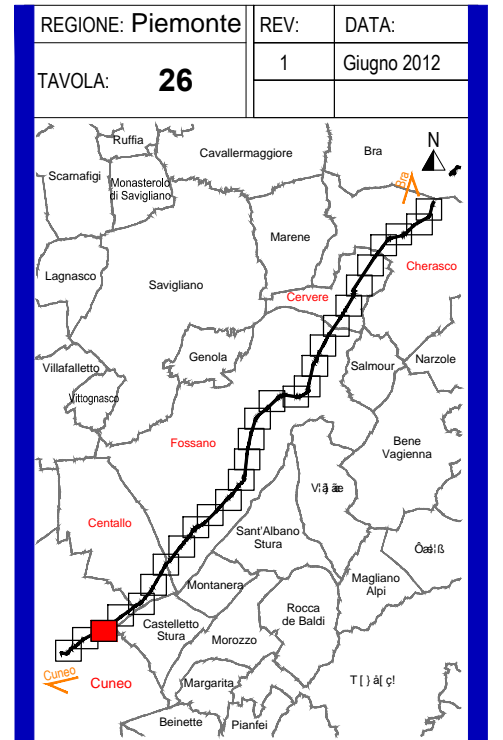 REGIONE: Piemonte
REV:
DATA:
TAVOLA: 26
1
Giugno 2012
Ruffia
Cavallermaggiore
Bra
N
Scarnafigi
Monasterolo
di Savigliano
Bra
Marene
Cherasco
Lagnasco
Savigliano
Cervere
Genola
Salmour
Narzole
Villafalletto
Vittognasco
Fossano
Bene
Vagienna
Centallo
Sant'Albano
Stura
Magliano
Alpi
Montanera
Castelletto
Stura
Rocca
de Baldi
Morozzo
Cuneo
Cuneo
Margarita
Beinette
Pianfei